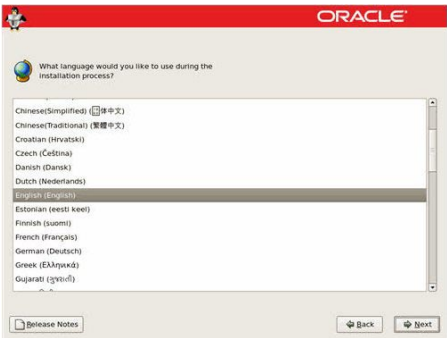 ORACLE
What language would you like to use during the
installation process?
Chinese(Simplified) (体中文)
Chinese(Traditional) (繁體中文)
Croatian (Hrvatski)
Czech (Čeština)
Danish (Dansk)
Dutch (Nederlands)
English (English)
Estonian (eesti keel)
Finnish (suomi)
French (Français)
German (Deutsch)
Greek (Ελληνικά)
Gujarati (ગુજરાતી)
Release Notes
Back
Next